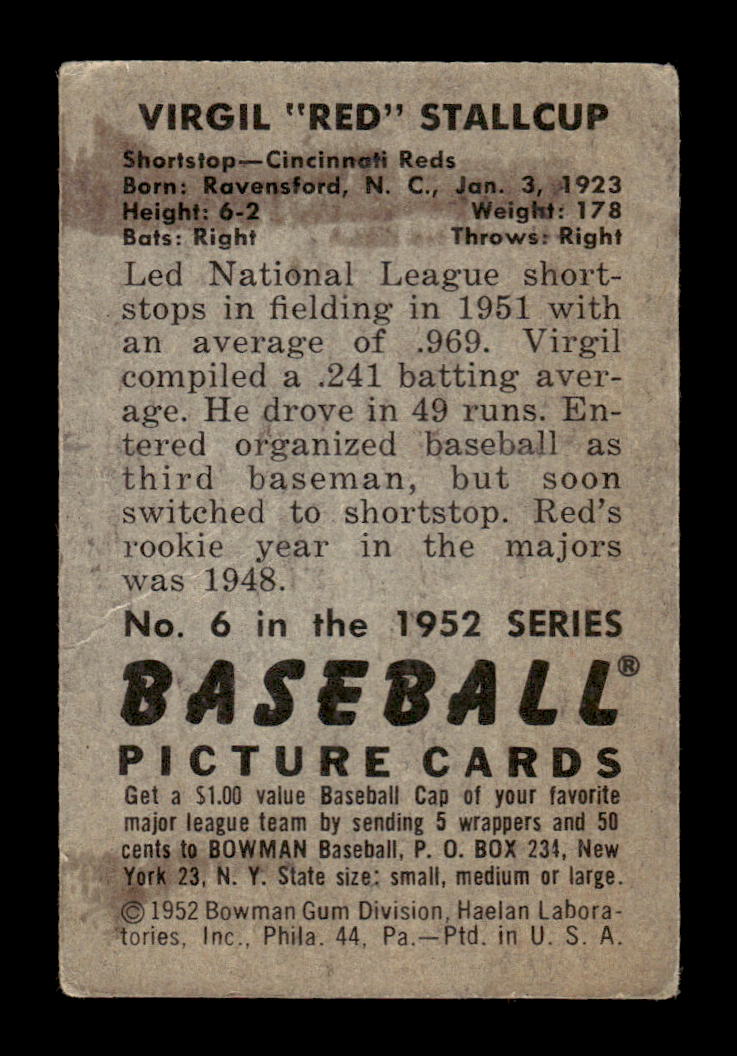 VIRGIL "RED" STALLCUP
Shortstop—Cincinnati Reds
Born: Ravensford, N. C., Jan. 3, 1923
Height: 6-2 Weight: 178
Bats: Right Throws: Right
Led National League short-
stops in fielding in 1951 with
an average of .969. Virgil
compiled a .241 batting aver-
age. He drove in 49 runs. En-
tered organized baseball as
third baseman, but soon
switched to shortstop. Red's
rookie year in the majors
was 1948.
No. 6 in the 1952 SERIES
BASEBALL®
PICTURE CARDS
Get a $1.00 value Baseball Cap of your favorite
major league team by sending 5 wrappers and 50
cents to BOWMAN Baseball, P. O. BOX 234, New
York 23, N. Y. State size: small, medium or large.
© 1952 Bowman Gum Division, Haelan Labora-
tories, Inc., Phila. 44, Pa.—Ptd. in U. S. A.